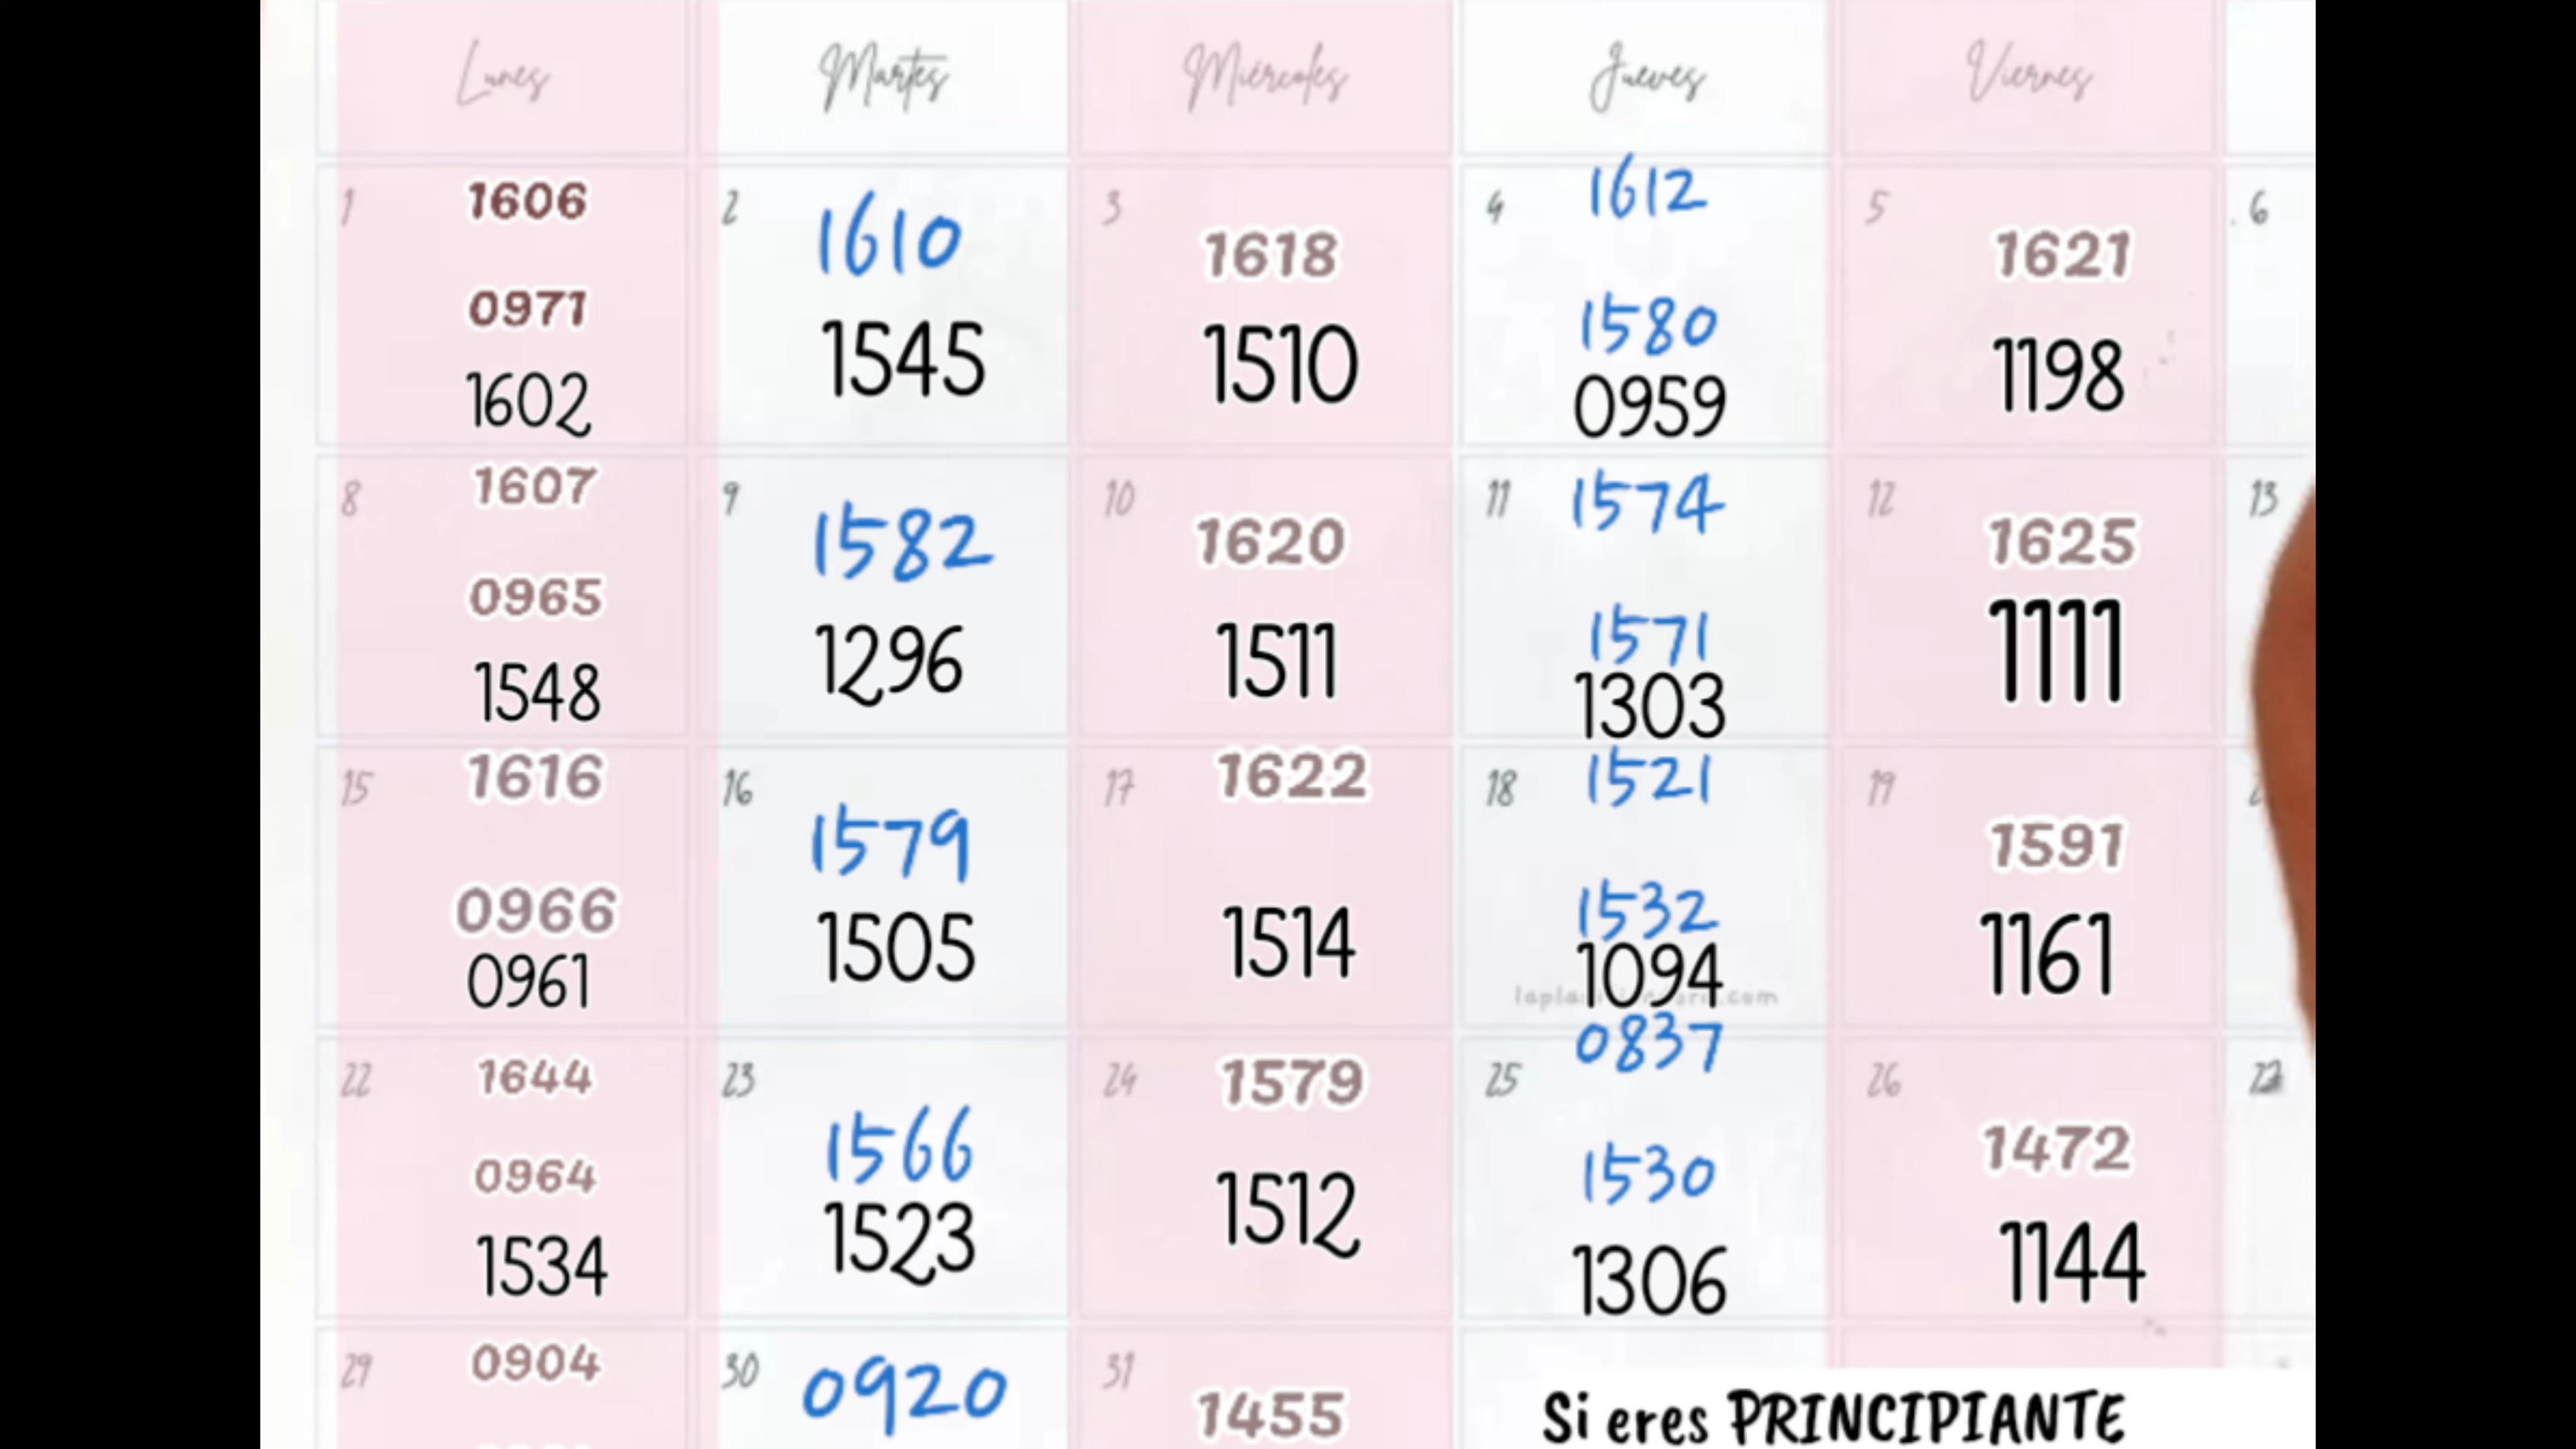 Lunes Martes Miércoles Jueves Viernes
1 2 3 4 5 6
1606 1610 1618 1612 1621
0971 1545 1510 1580 1198
1602 0959
8 9 10 11 12 13
1607 1582 1620 1574 1625
0965 1296 1511 1571 1111
1548 1303
15 16 17 18 19
1616 1579 1622 1521 1591
0966 1505 1514 1532 1161
0961 1094
22 23 24 25 26
1644 1566 1579 0837 1472
0964 1523 1512 1530 1144
1534 1306
29 30 31
0904 0920 1455
Si eres PRINCIPIANTE